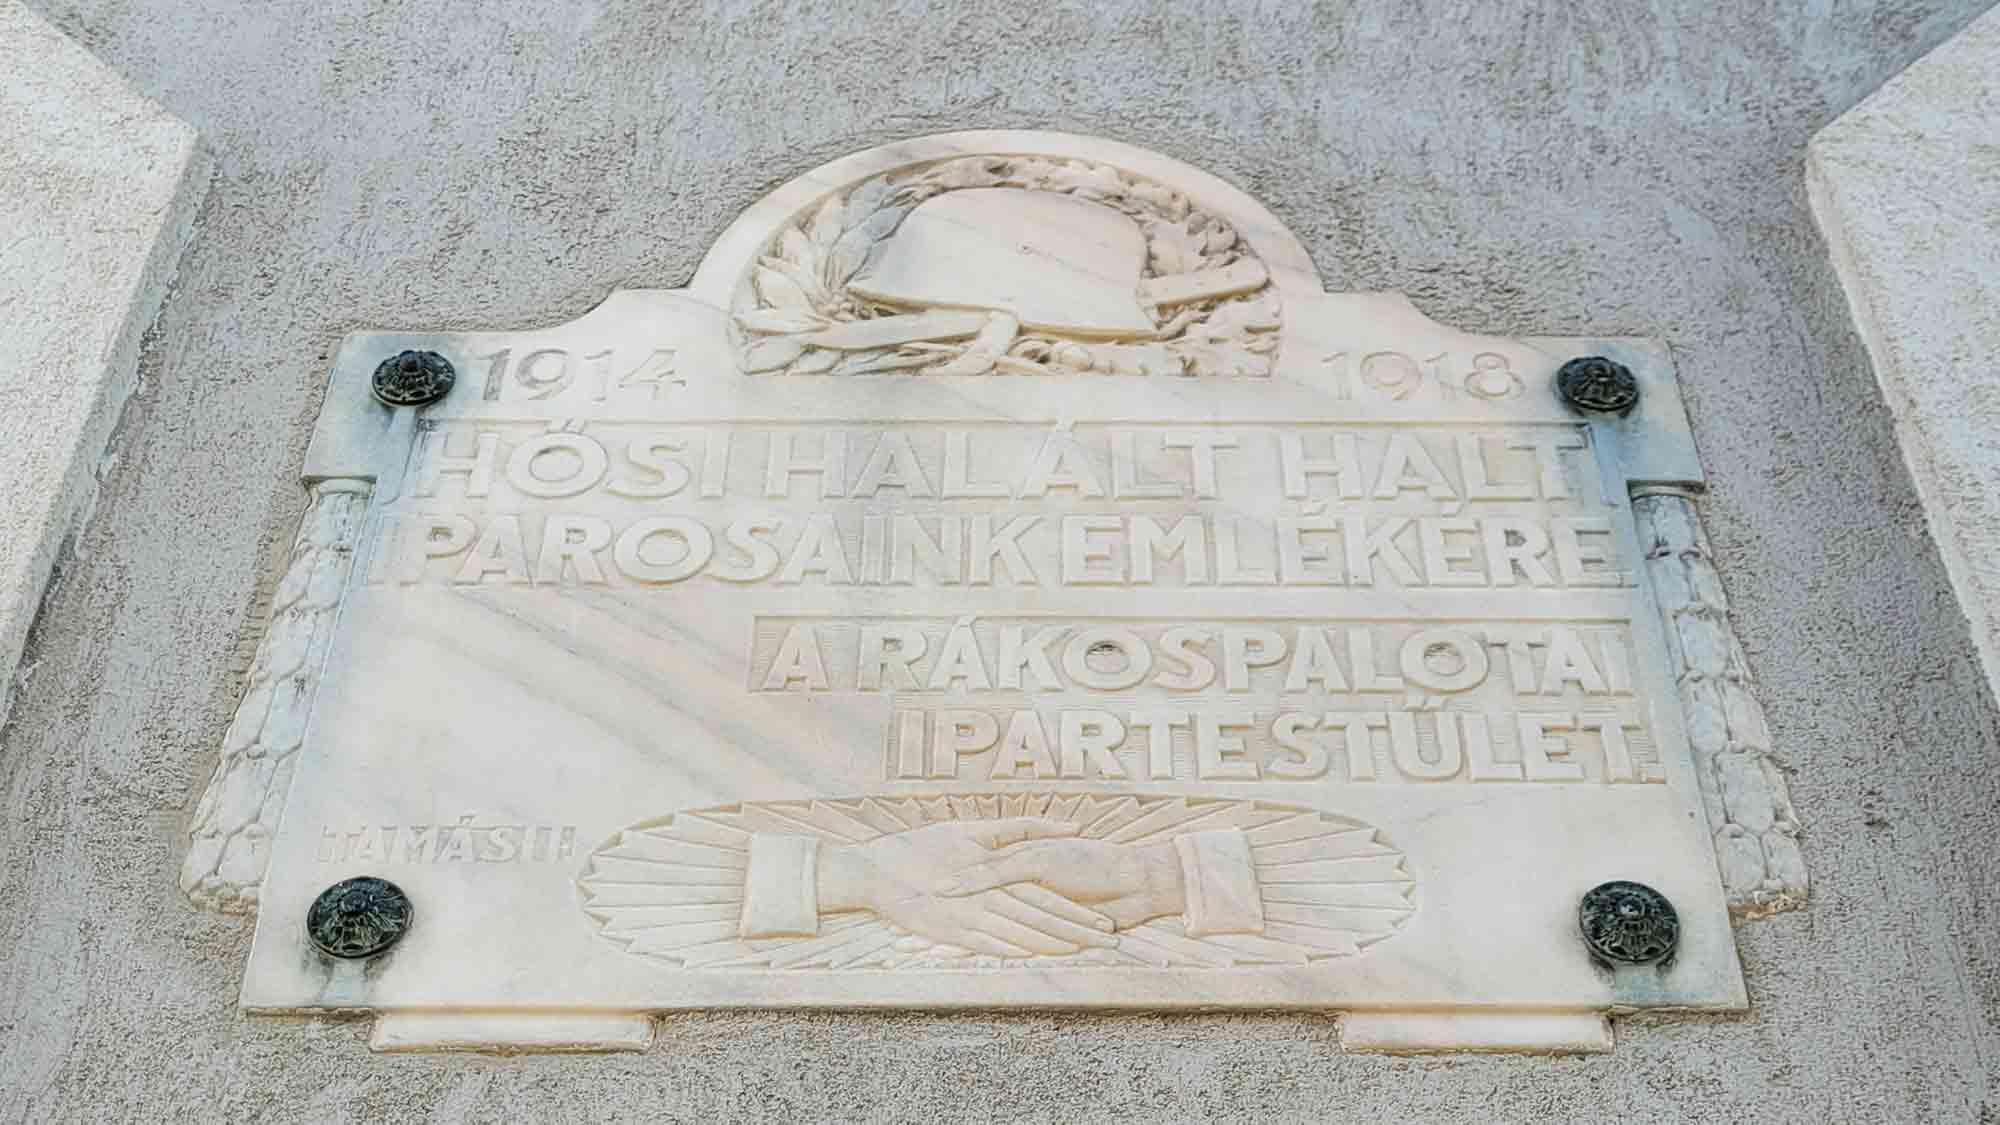 1914 1918
HŐSI HALÁLT HALT
IPAROSAINK EMLÉKÉRE
A RÁKOSPALOTAI
IPARTESTÜLET.
TAMÁSI J.